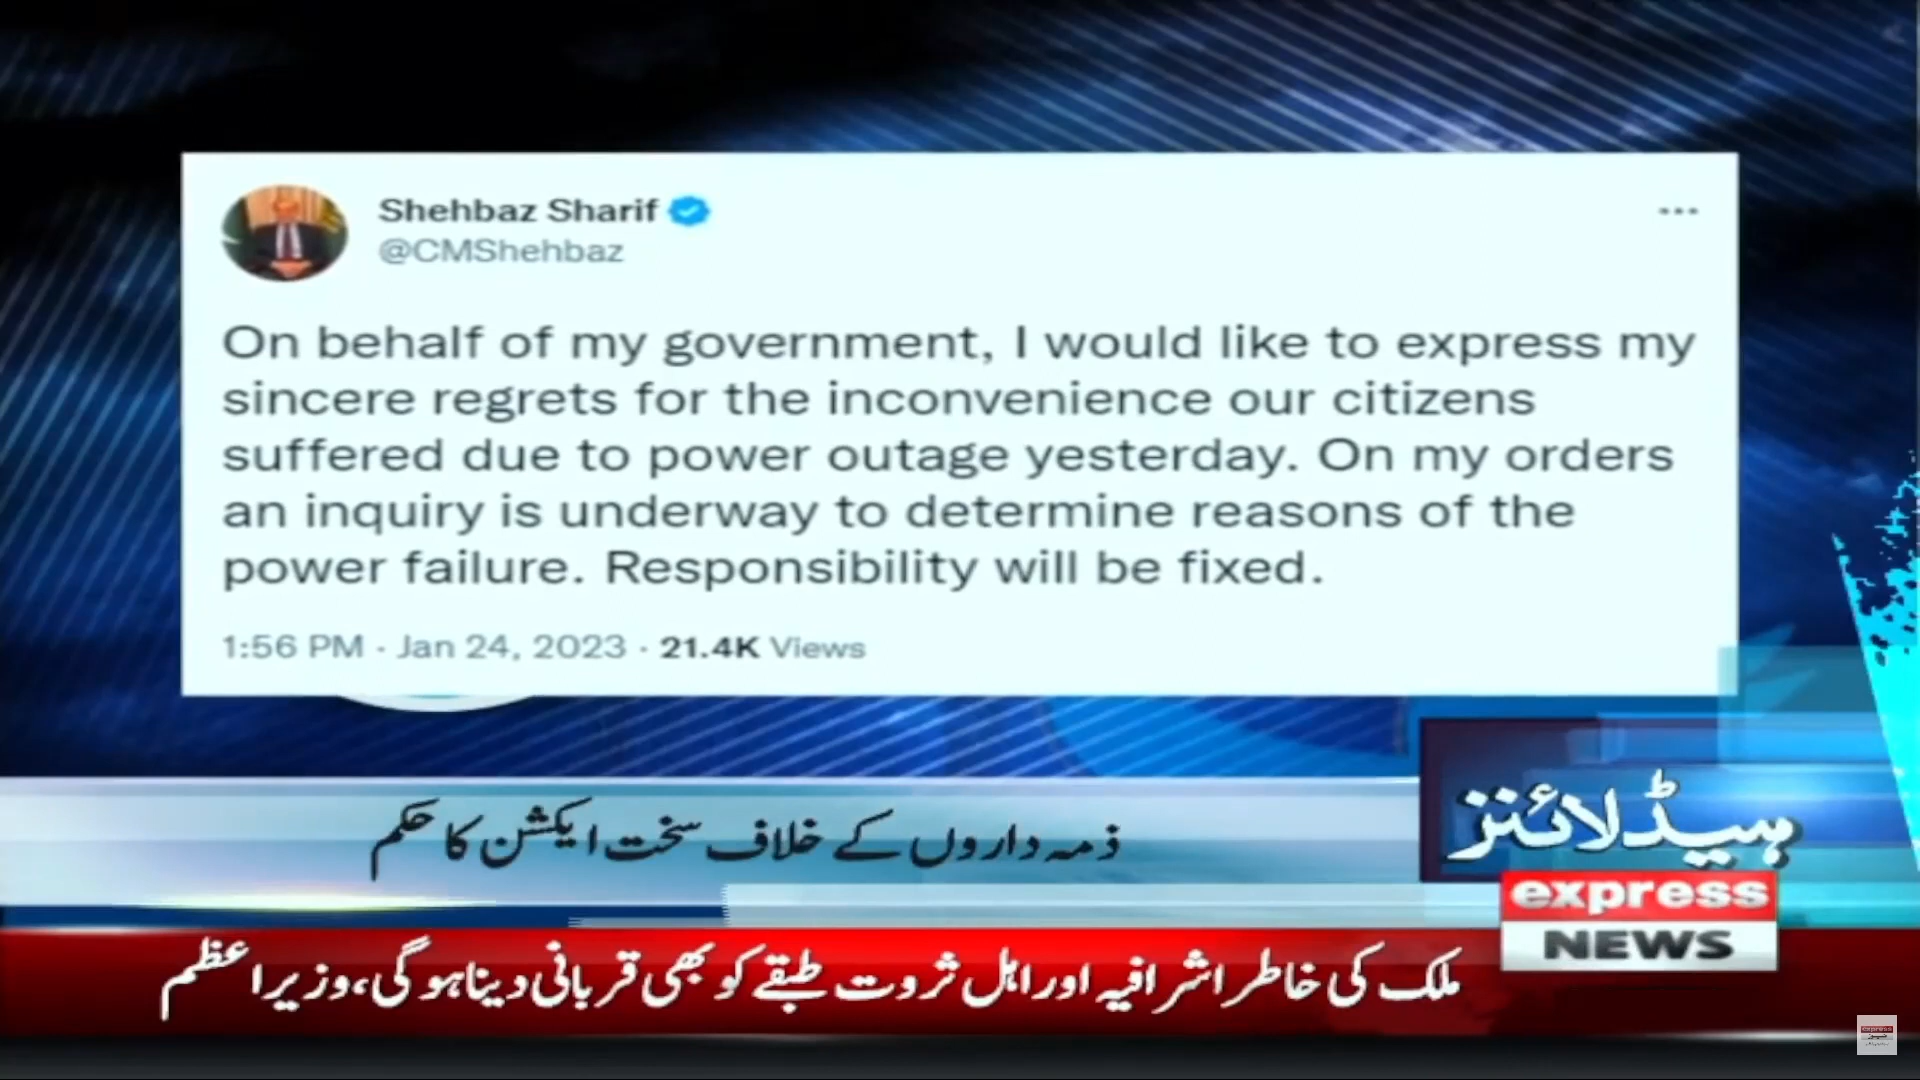 Shehbaz Sharif
@CMShehbaz
On behalf of my government, I would like to express my
sincere regrets for the inconvenience our citizens
suffered due to power outage yesterday. On my orders
an inquiry is underway to determine reasons of the
power failure. Responsibility will be fixed.
1:56 PM · Jan 24, 2023 · 21.4K Views
ذمہ داروں کے خلاف سخت ایکشن کا حکم
ہیڈلائنز
express
NEWS
ملک کی خاطر اشرافیہ اور اہل ثروت طبقے کو بھی قربانی دینا ہوگی، وزیراعظم
express